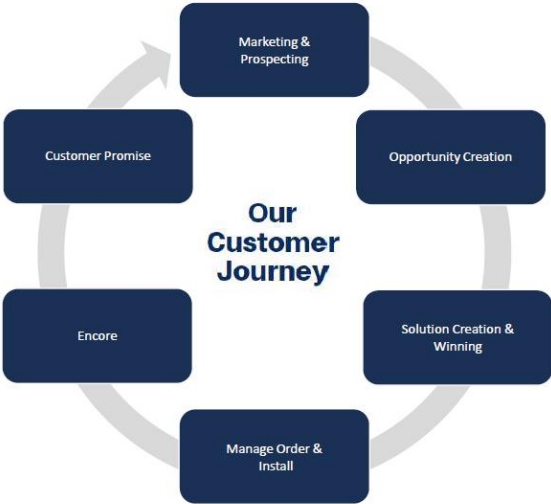 Marketing &
Prospecting
Opportunity Creation
Solution Creation &
Winning
Manage Order &
Install
Encore
Customer Promise
Our
Customer
Journey